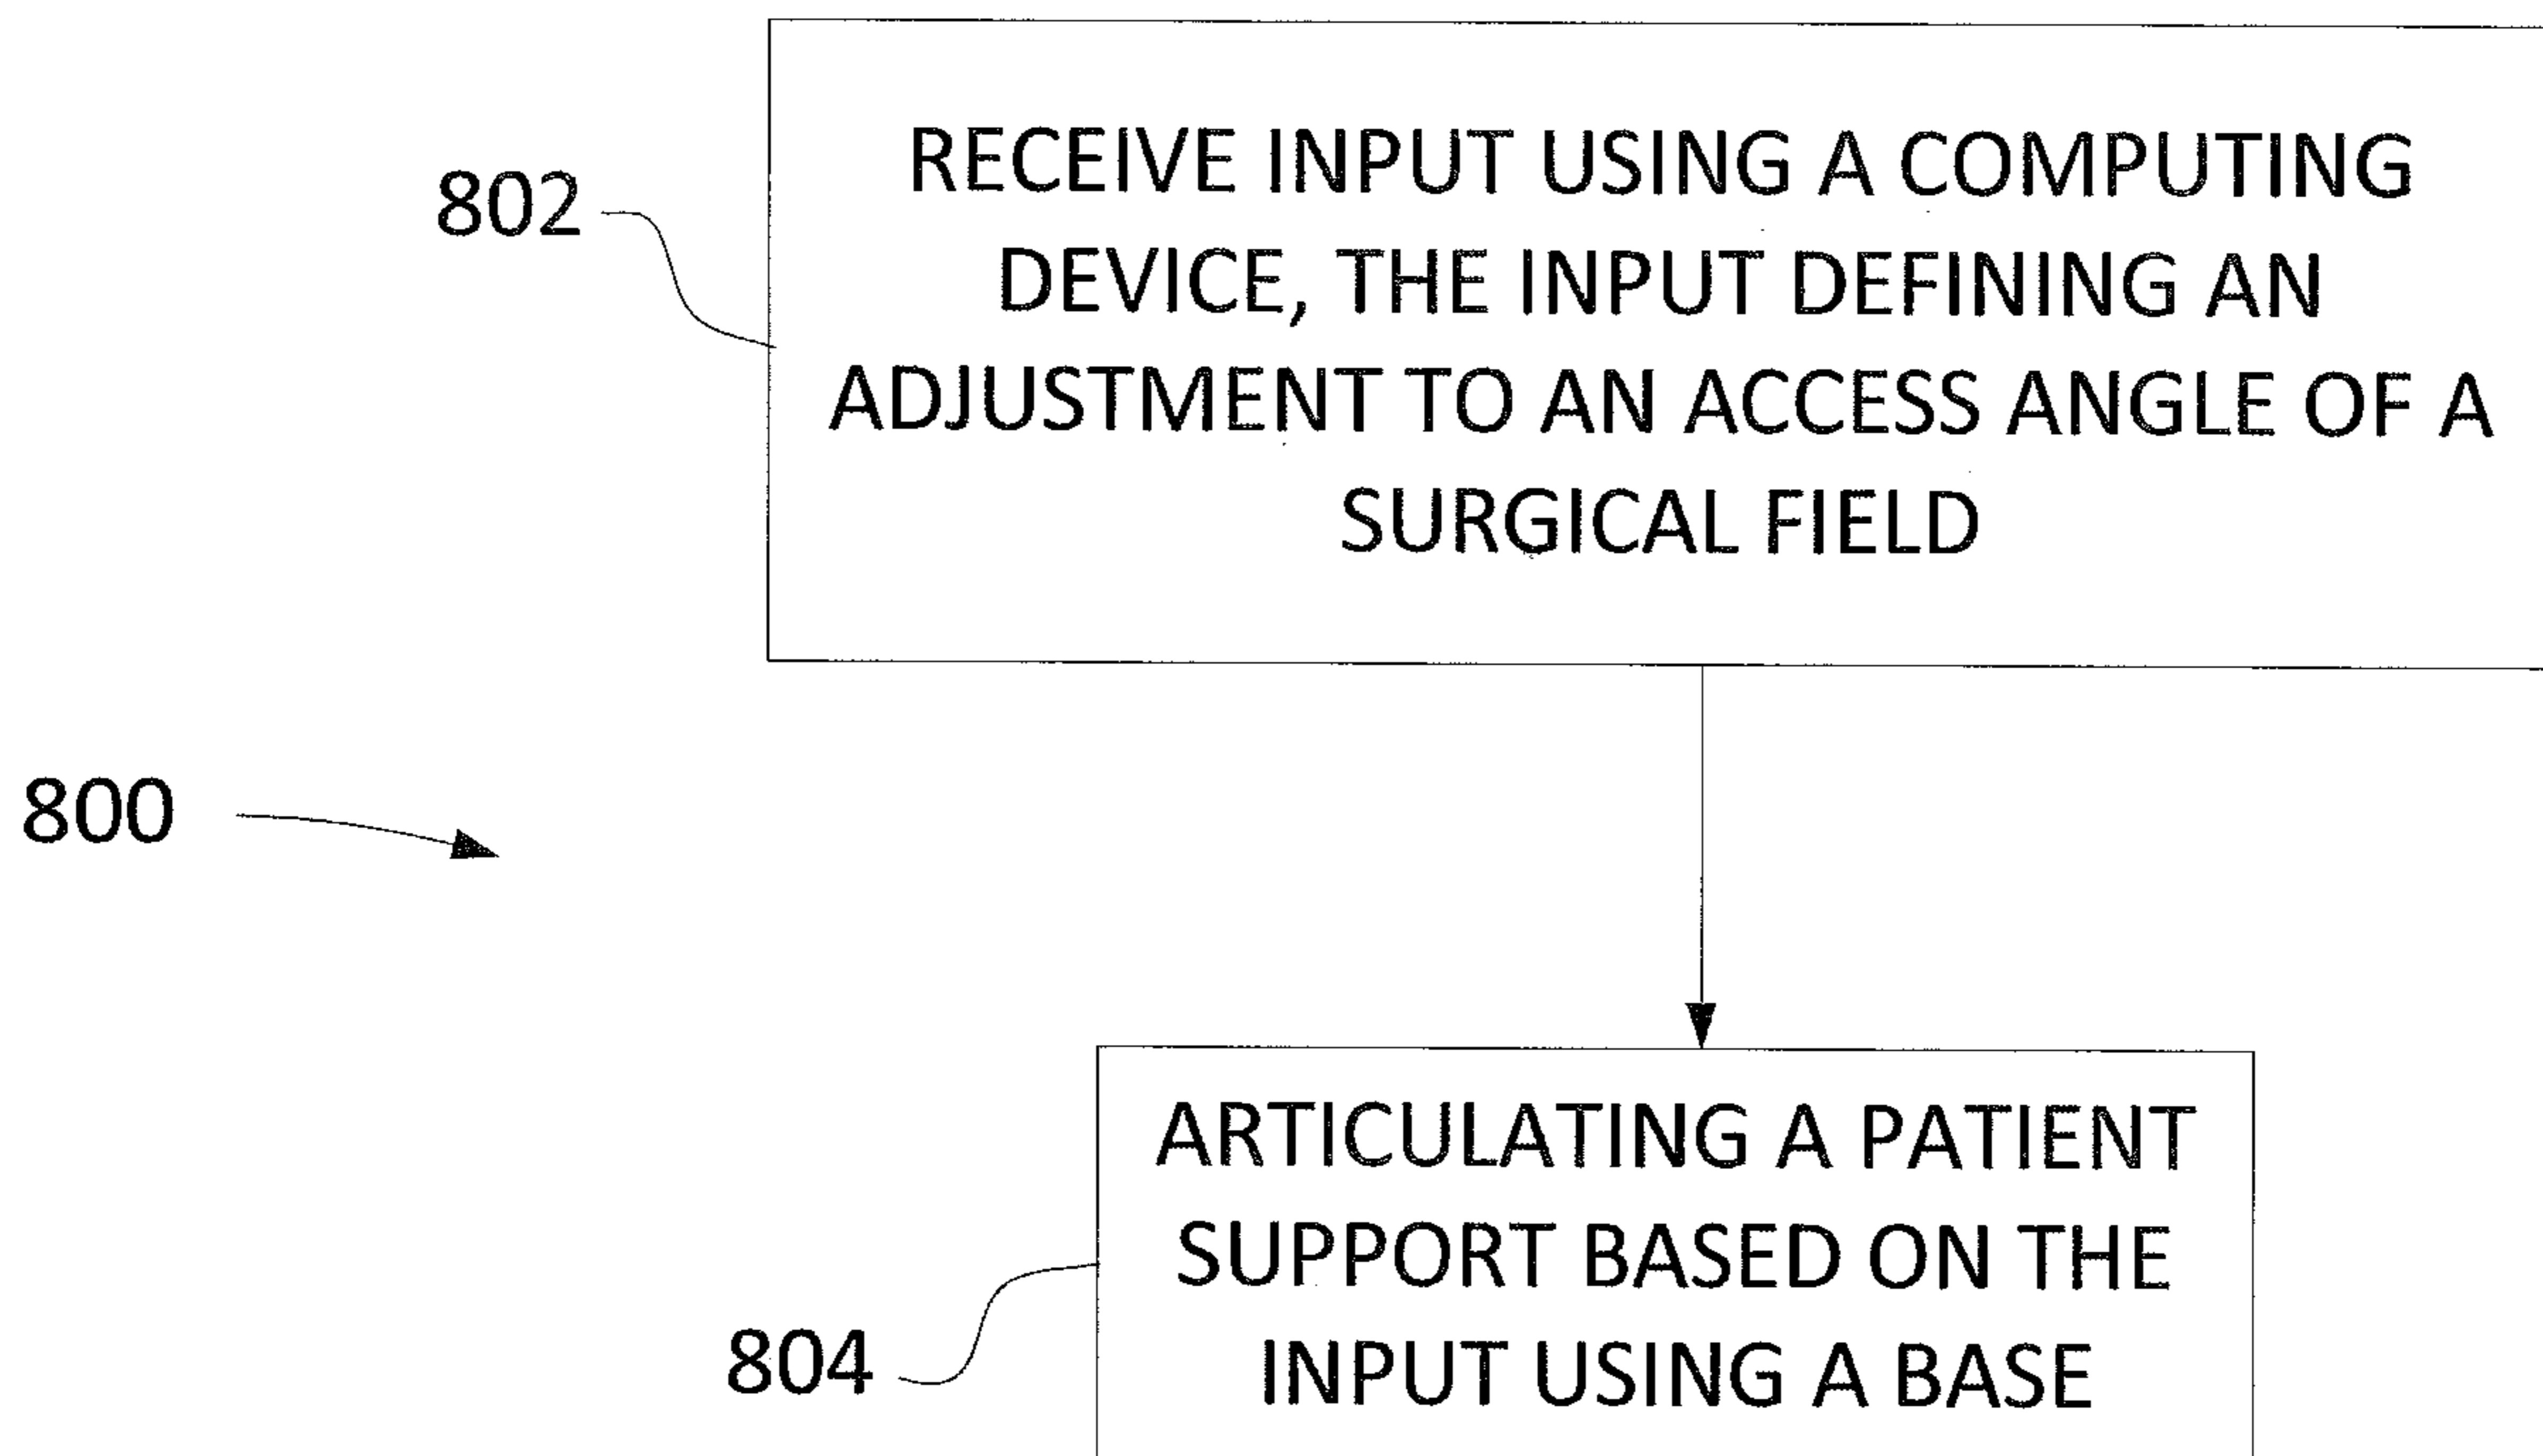 802
RECEIVE INPUT USING A COMPUTING
DEVICE, THE INPUT DEFINING AN
ADJUSTMENT TO AN ACCESS ANGLE OF A
SURGICAL FIELD
800
804
ARTICULATING A PATIENT
SUPPORT BASED ON THE
INPUT USING A BASE